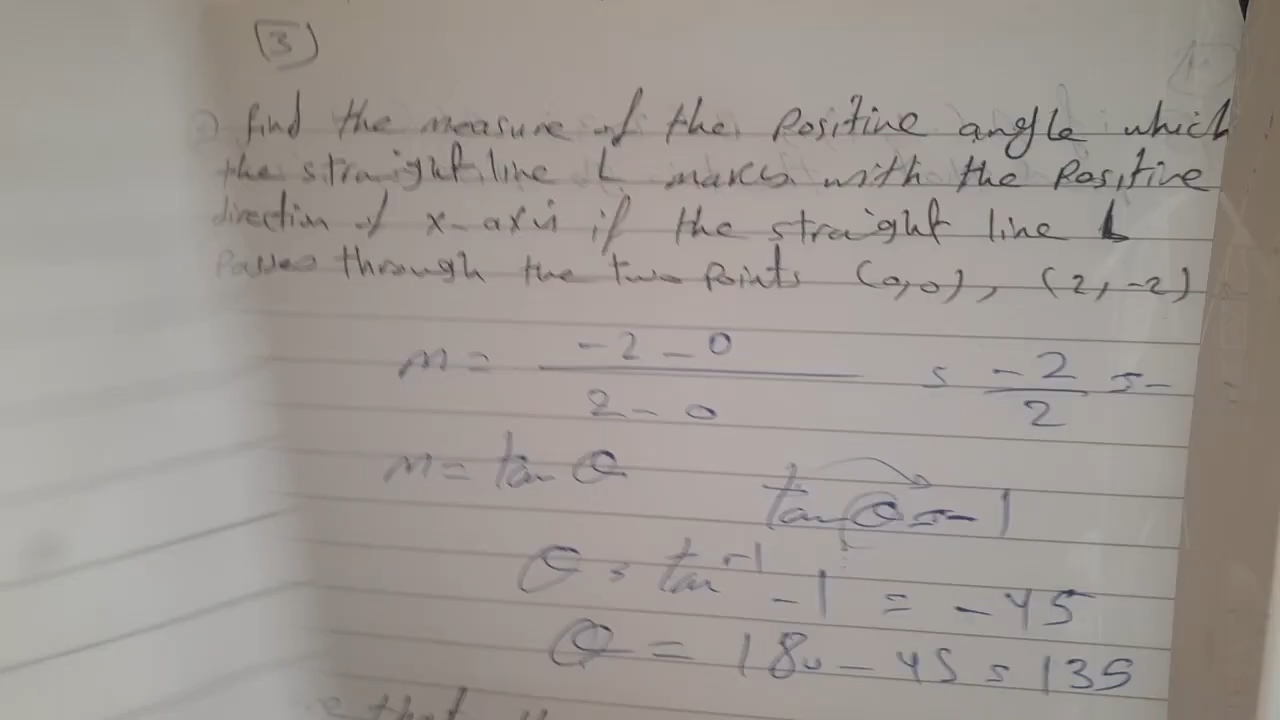 3
find the measure of the positive angle which
the straight line L makes with the positive
direction of x-axis if the straight line L
passes through the two points (0,0), (2,-2)
m = -2-0 / 2-0 = -2/2 = -
m = tan θ tan θ = -1
θ = tan⁻¹ -1 = -45
θ = 180 - 45 = 135
that